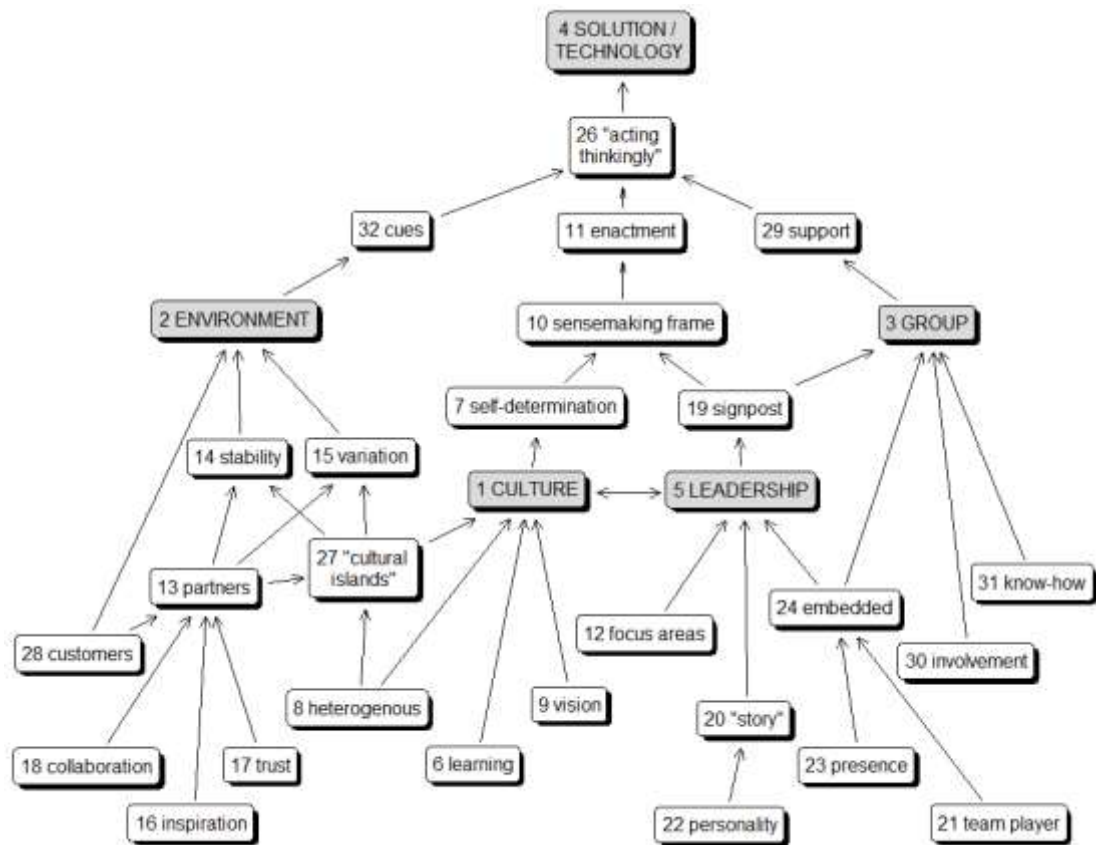 4 SOLUTION /
TECHNOLOGY
26 "acting
thinkingly"
32 cues
11 enactment
29 support
2 ENVIRONMENT
10 sensemaking frame
3 GROUP
7 self-determination
19 signpost
14 stability
15 variation
1 CULTURE
5 LEADERSHIP
27 "cultural
islands"
13 partners
31 know-how
24 embedded
12 focus areas
28 customers
30 involvement
8 heterogenous
9 vision
20 "story"
18 collaboration
17 trust
6 learning
23 presence
16 inspiration
22 personality
21 team player